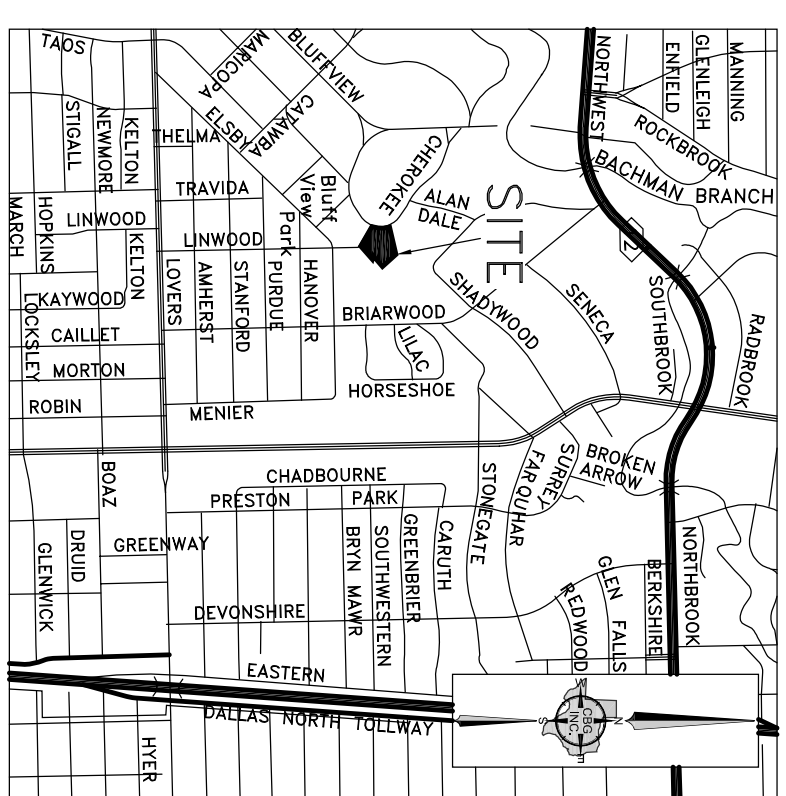 TAOS
MARICOPA
BLUFFVIEW
NORTHWEST
ENFIELD
GLENLEIGH
MANNING
STIGALL
NEWMORE
KELTON
THELMA
ELSBY
CATAWBA
CHEROKEE
ROCKBROOK
BACHMAN BRANCH
TRAVIDA
Bluff
View
ALAN
DALE
SITE
MARCH
HOPKINS
LINWOOD
KELTON
LINWOOD
Park
12
LOCKSLEY
KAYWOOD
LOVERS
AMHERST
STANFORD
PURDUE
HANOVER
SHADYWOOD
SENECA
SOUTHBROOK
RADBROOK
CAILLET
BRIARWOOD
LILAC
MORTON
HORSESHOE
ROBIN
MENIER
BOAZ
CHADBOURNE
PRESTON PARK
STONEGATE
FARQUHAR
SURREY
BROKEN
ARROW
GLENWICK
DRUID
GREENWAY
BRYN MAWR
SOUTHWESTERN
GREENBRIER
CARUTH
NORTHBROOK
DEVONSHIRE
REDWOOD
GLEN FALLS
BERKSHIRE
EASTERN
DALLAS NORTH TOLLWAY
HYER
W
S
CBG
INC.
N
E